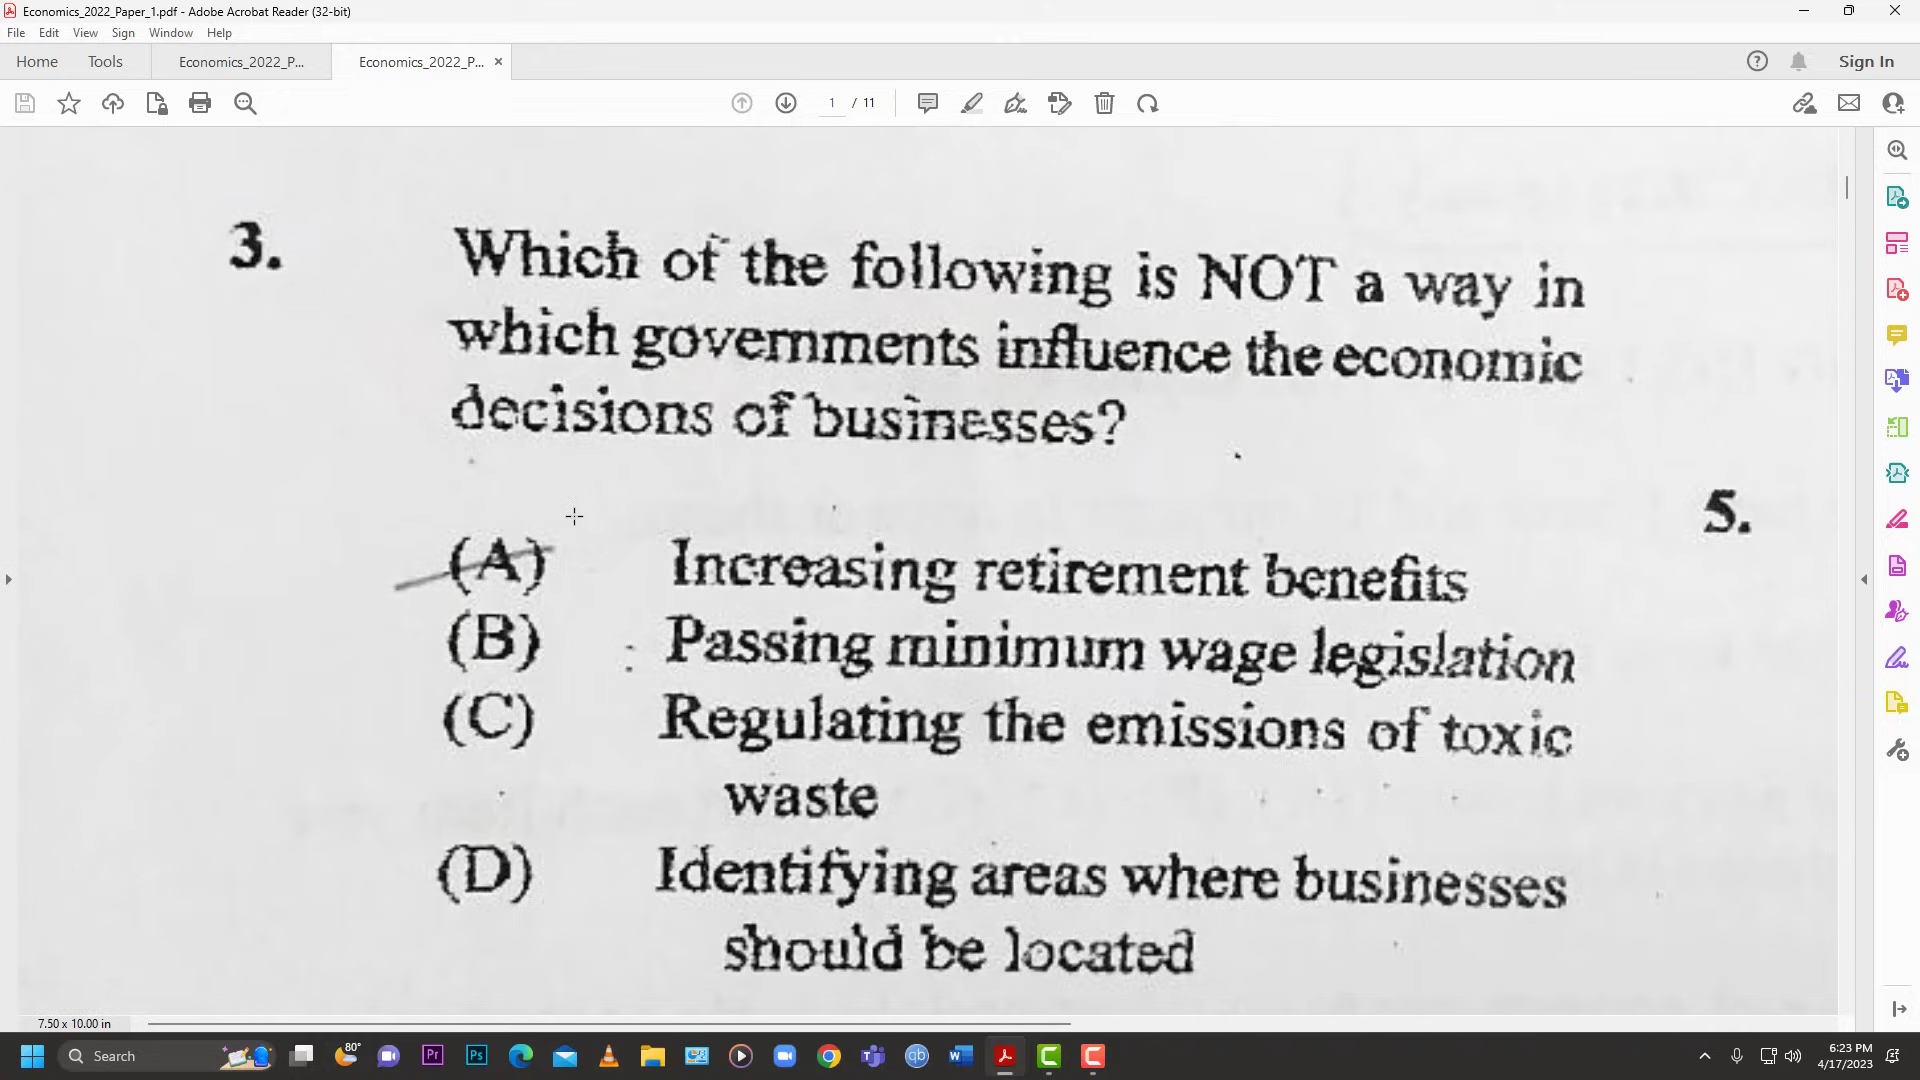 Economics_2022_Paper_1.pdf - Adobe Acrobat Reader (32-bit)
File Edit View Sign Window Help
Home Tools Economics_2022_P... Economics_2022_P... × Sign In
1 / 11
3. Which of the following is NOT a way in
which governments influence the economic
decisions of businesses?
5.
(A) Increasing retirement benefits
(B) Passing minimum wage legislation
(C) Regulating the emissions of toxic
waste
(D) Identifying areas where businesses
should be located
7.50 x 10.00 in
Search 80° Pr Ps qb 6:23 PM
4/17/2023